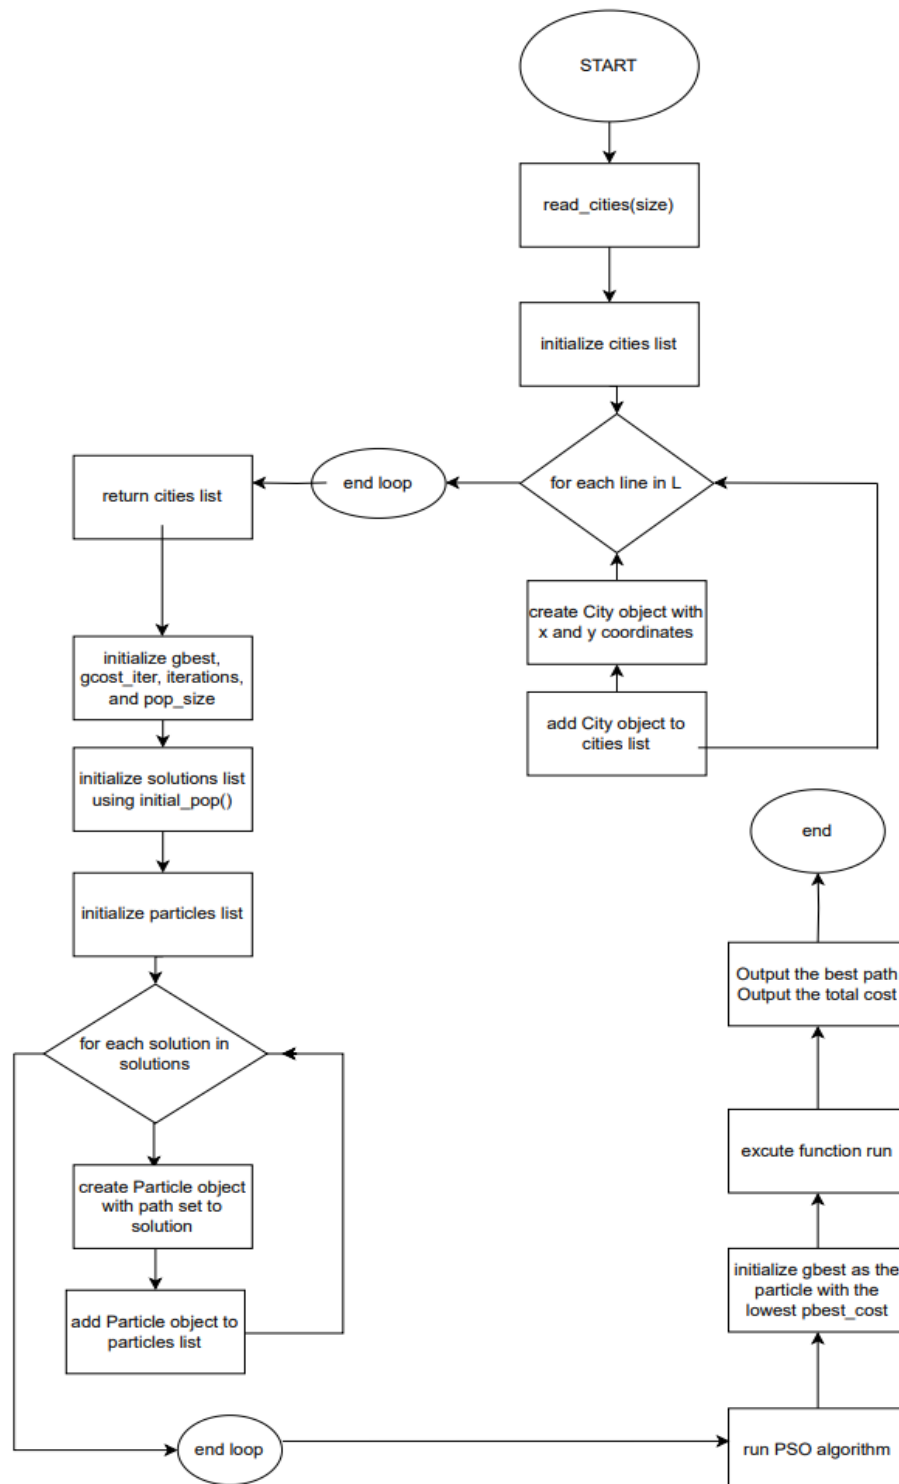 START
read_cities(size)
initialize cities list
for each line in L
end loop
return cities list
create City object with
x and y coordinates
add City object to
cities list
initialize gbest,
gcost_iter, iterations,
and pop_size
initialize solutions list
using initial_pop()
initialize particles list
for each solution in
solutions
create Particle object
with path set to
solution
add Particle object to
particles list
end loop
run PSO algorithm
initialize gbest as the
particle with the
lowest pbest_cost
excute function run
Output the best path
Output the total cost
end